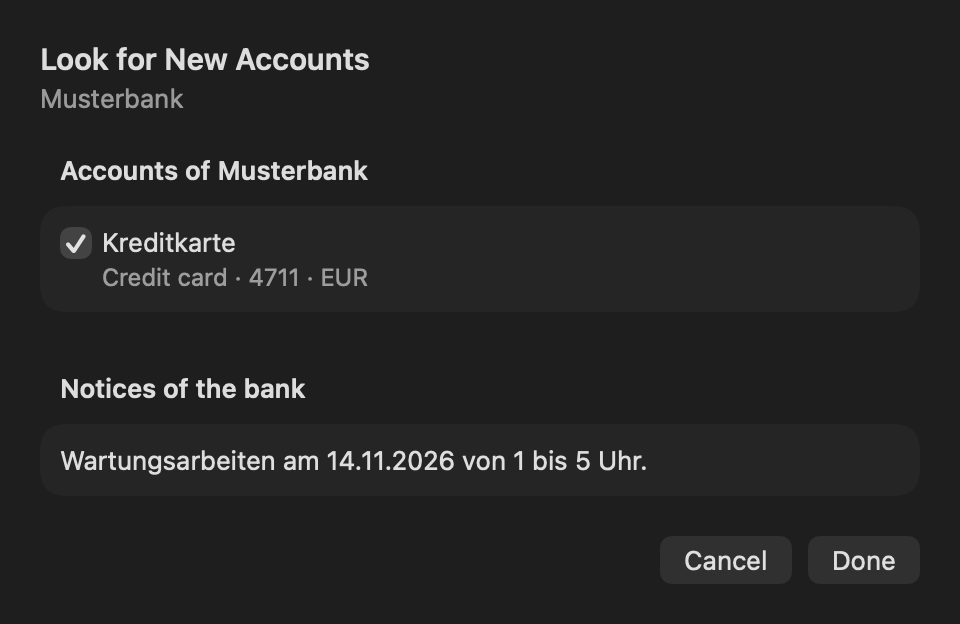 Look for New Accounts
Musterbank
Accounts of Musterbank
Kreditkarte
Credit card · 4711 · EUR
Notices of the bank
Wartungsarbeiten am 14.11.2026 von 1 bis 5 Uhr.
Cancel
Done